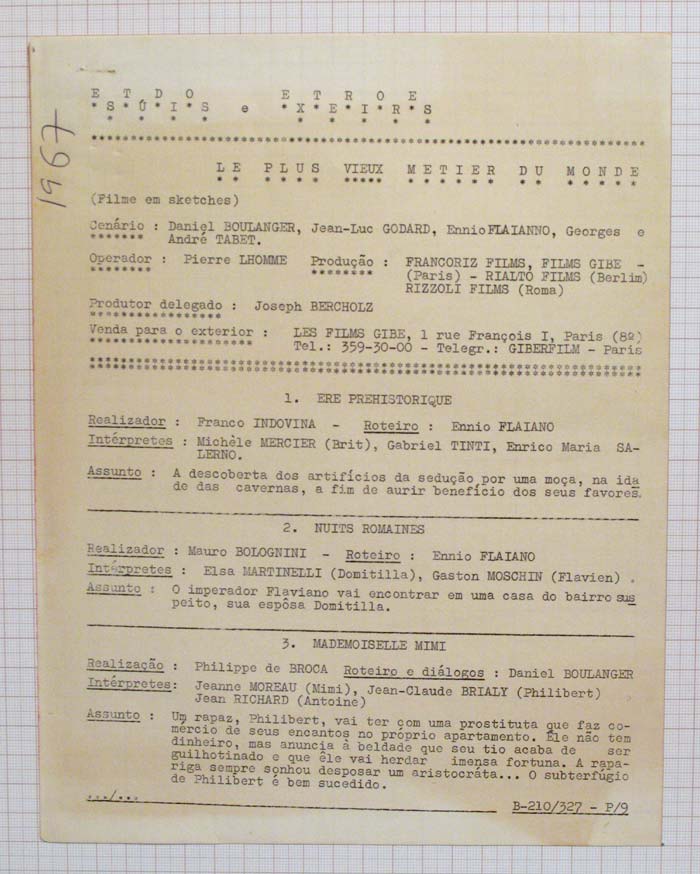 1967
E T D O E T R O E
*S*Ú*I*S e *X*E*I*R*S
* * * * * * * * *
LE PLUS VIEUX METIER DU MONDE
(Filme em sketches)
Cenário : Daniel BOULANGER, Jean-Luc GODARD, Ennio FLAIANNO, Georges e
André TABET.
Operador : Pierre LHOMME Produção : FRANCORIZ FILMS, FILMS GIBE -
(Paris) - RIALTO FILMS (Berlim)
RIZZOLI FILMS (Roma)
Produtor delegado : Joseph BERCHOLZ
Venda para o exterior : LES FILMS GIBE, 1 rue François I, Paris (8º)
Tel.: 359-30-00 - Telegr.: GIBERFILM - Paris
1. ERE PREHISTORIQUE
Realizador : Franco INDOVINA - Roteiro : Ennio FLAIANO
Intérpretes : Michèle MERCIER (Brit), Gabriel TINTI, Enrico Maria SA-
LERNO.
Assunto : A descoberta dos artifícios da sedução por uma moça, na ida
de das cavernas, a fim de aurir benefício dos seus favores.
2. NUITS ROMAINES
Realizador : Mauro BOLOGNINI - Roteiro : Ennio FLAIANO
Intérpretes : Elsa MARTINELLI (Domitilla), Gaston MOSCHIN (Flavien) .
Assunto : O imperador Flaviano vai encontrar em uma casa do bairro sus
peito, sua espôsa Domitilla.
3. MADEMOISELLE MIMI
Realização : Philippe de BROCA Roteiro e diálogos : Daniel BOULANGER
Intérpretes: Jeanne MOREAU (Mimi), Jean-Claude BRIALY (Philibert)
Jean RICHARD (Antoine)
Assunto : Um rapaz, Philibert, vai ter com uma prostituta que faz co-
mércio de seus encantos no próprio apartamento. Ele não tem
dinheiro, mas anuncia à beldade que seu tio acaba de ser
guilhotinado e que êle vai herdar imensa fortuna. A rapa-
riga sempre sonhou desposar um aristocráta... O subterfúgio
de Philibert é bem sucedido.
.../... B-210/327 - P/9